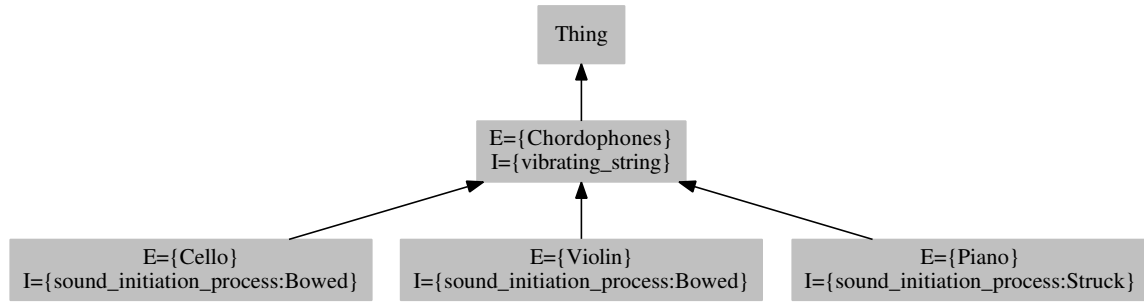 Thing
E={Chordophones}
I={vibrating_string}
E={Cello}
I={sound_initiation_process:Bowed}
E={Violin}
I={sound_initiation_process:Bowed}
E={Piano}
I={sound_initiation_process:Struck}